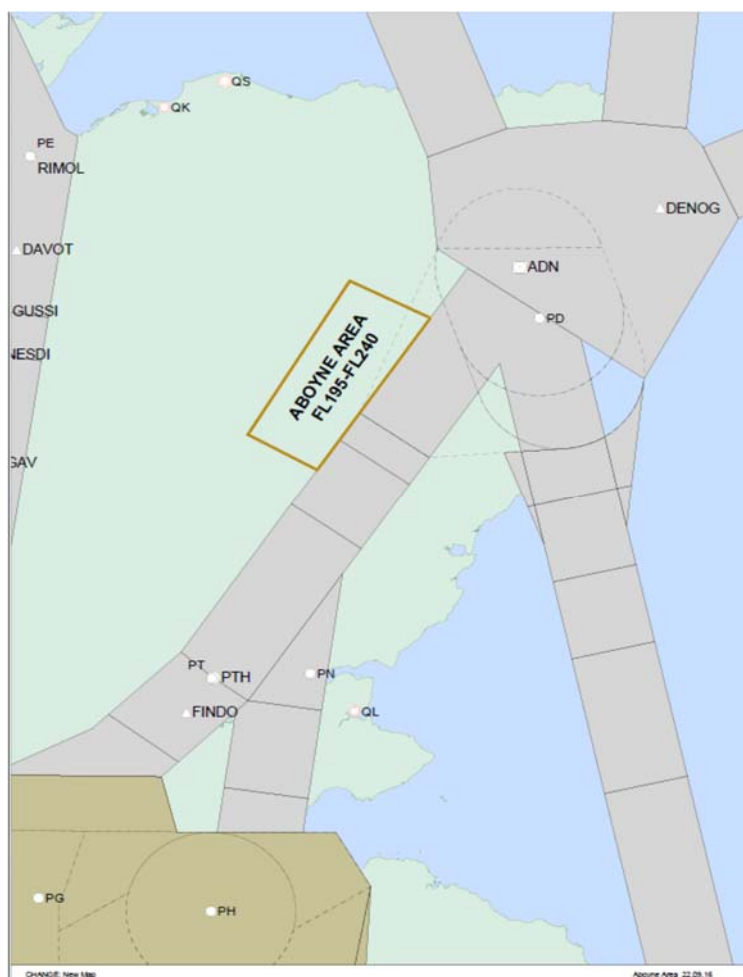 QS
QK
PE
RIMOL
DENOG
DAVOT
ADN
GUSSI
PD
NESDI
ABOYNE AREA
FL195-FL240
GAV
PT
PTH
PN
FINDO
QL
PG
PH
CHANGE: New Map
Aboyne Area 22.09.16